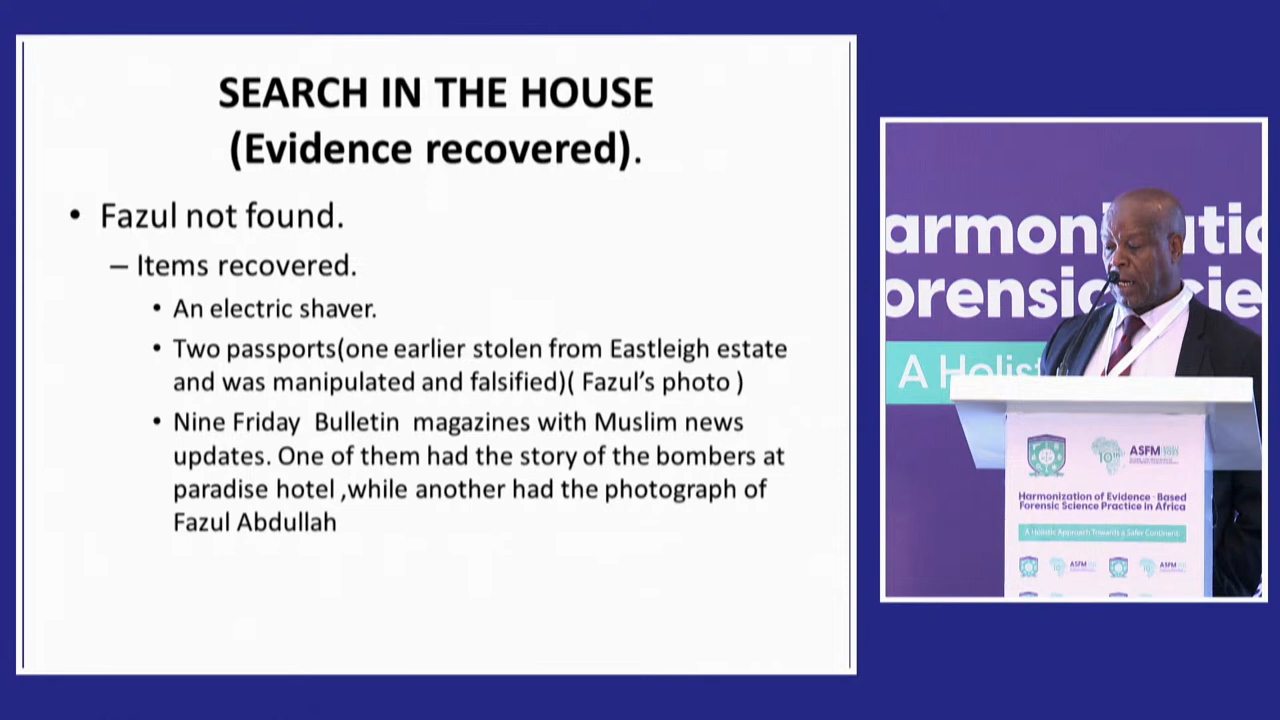 SEARCH IN THE HOUSE
(Evidence recovered).
• Fazul not found.
– Items recovered.
• An electric shaver.
• Two passports(one earlier stolen from Eastleigh estate
and was manipulated and falsified)( Fazul's photo )
• Nine Friday Bulletin magazines with Muslim news
updates. One of them had the story of the bombers at
paradise hotel ,while another had the photograph of
Fazul Abdullah
armoni atio
orensic cie
A Holist
10th ASFM
Harmonization of Evidence - Based
Forensic Science Practice in Africa
A Holistic Approach Towards a Safer Continent.
ASFM ASFM